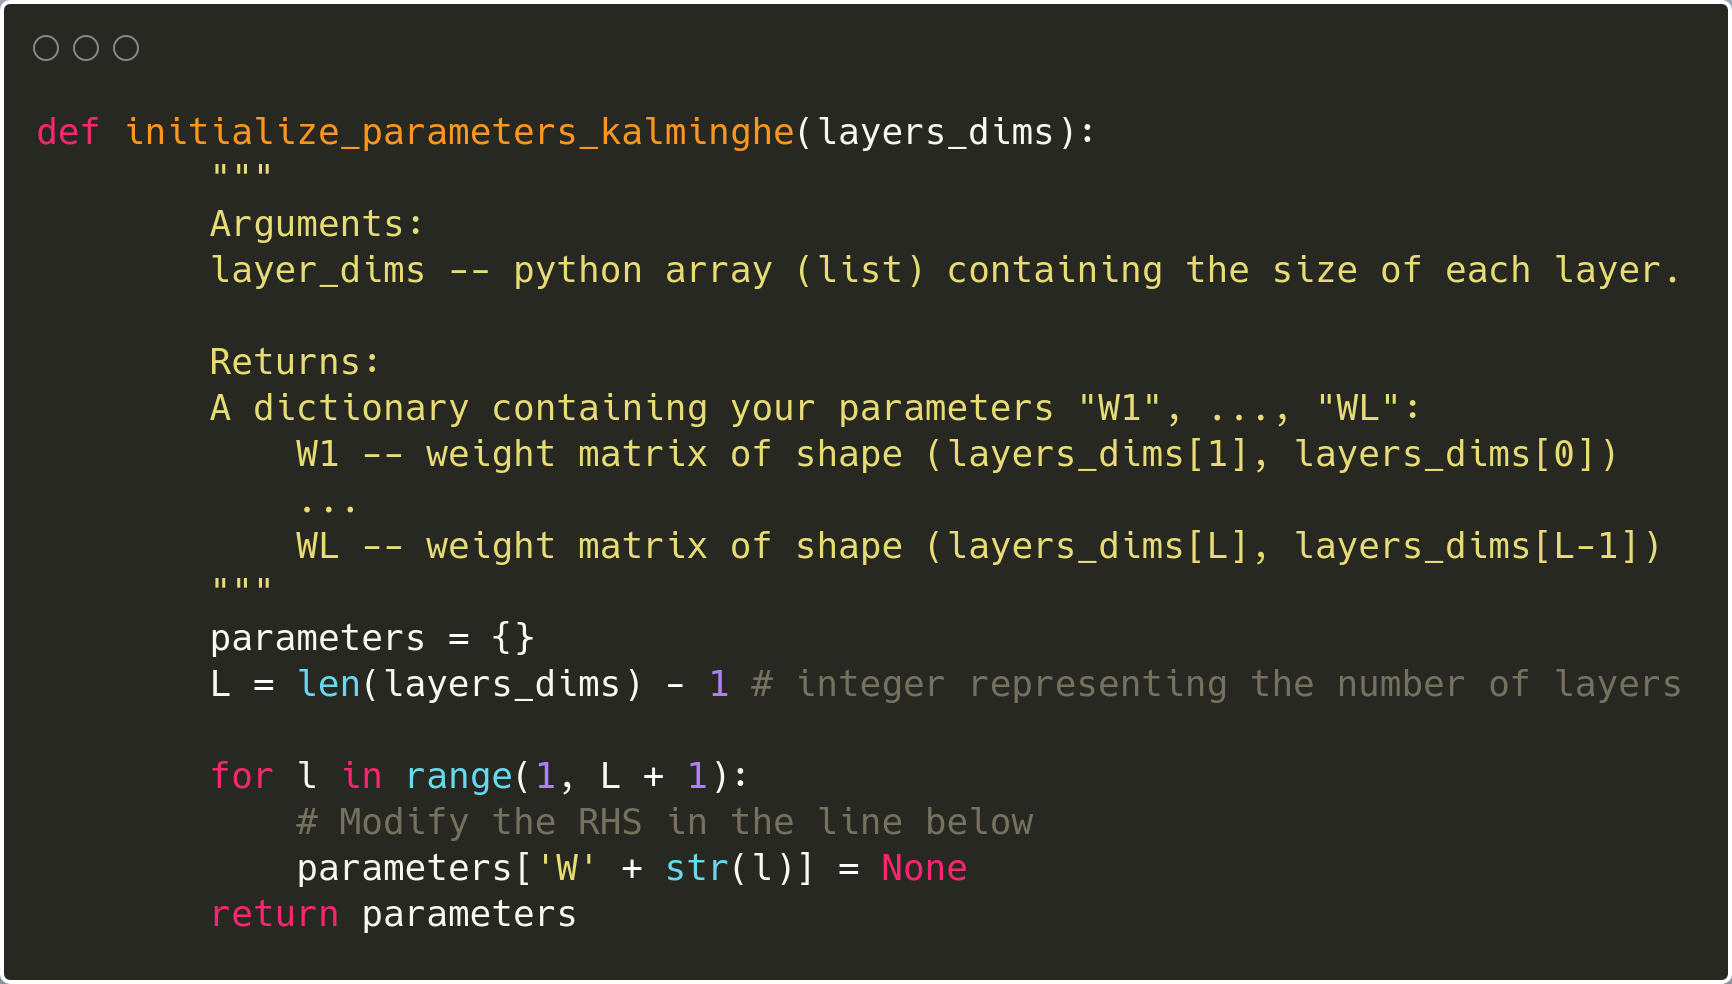 def initialize_parameters_kalminghe(layers_dims):
        """
        Arguments:
        layer_dims -- python array (list) containing the size of each layer.

        Returns:
        A dictionary containing your parameters "W1", ..., "WL":
            W1 -- weight matrix of shape (layers_dims[1], layers_dims[0])
            ...
            WL -- weight matrix of shape (layers_dims[L], layers_dims[L-1])
        """
        parameters = {}
        L = len(layers_dims) - 1 # integer representing the number of layers

        for l in range(1, L + 1):
            # Modify the RHS in the line below
            parameters['W' + str(l)] = None
        return parameters